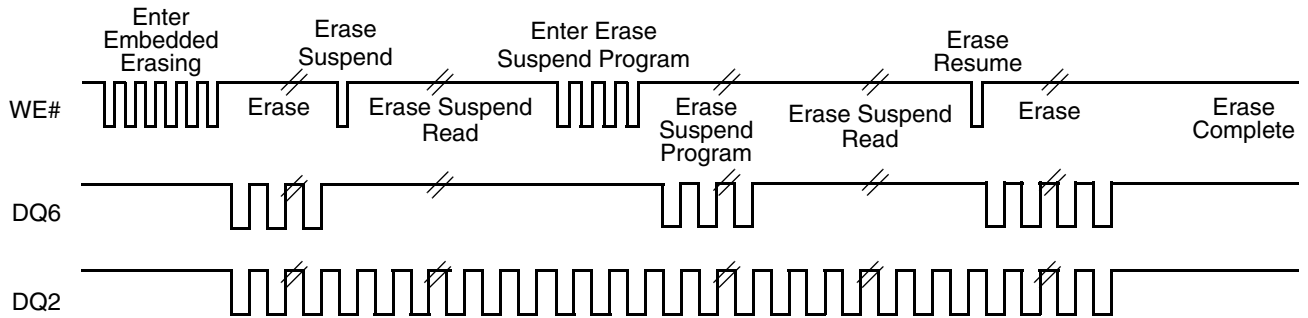 Enter
Embedded
Erasing
Erase
Suspend
Enter Erase
Suspend Program
Erase
Resume
WE#
Erase
Erase Suspend
Read
Erase
Suspend
Program
Erase Suspend
Read
Erase
Erase
Complete
DQ6
DQ2